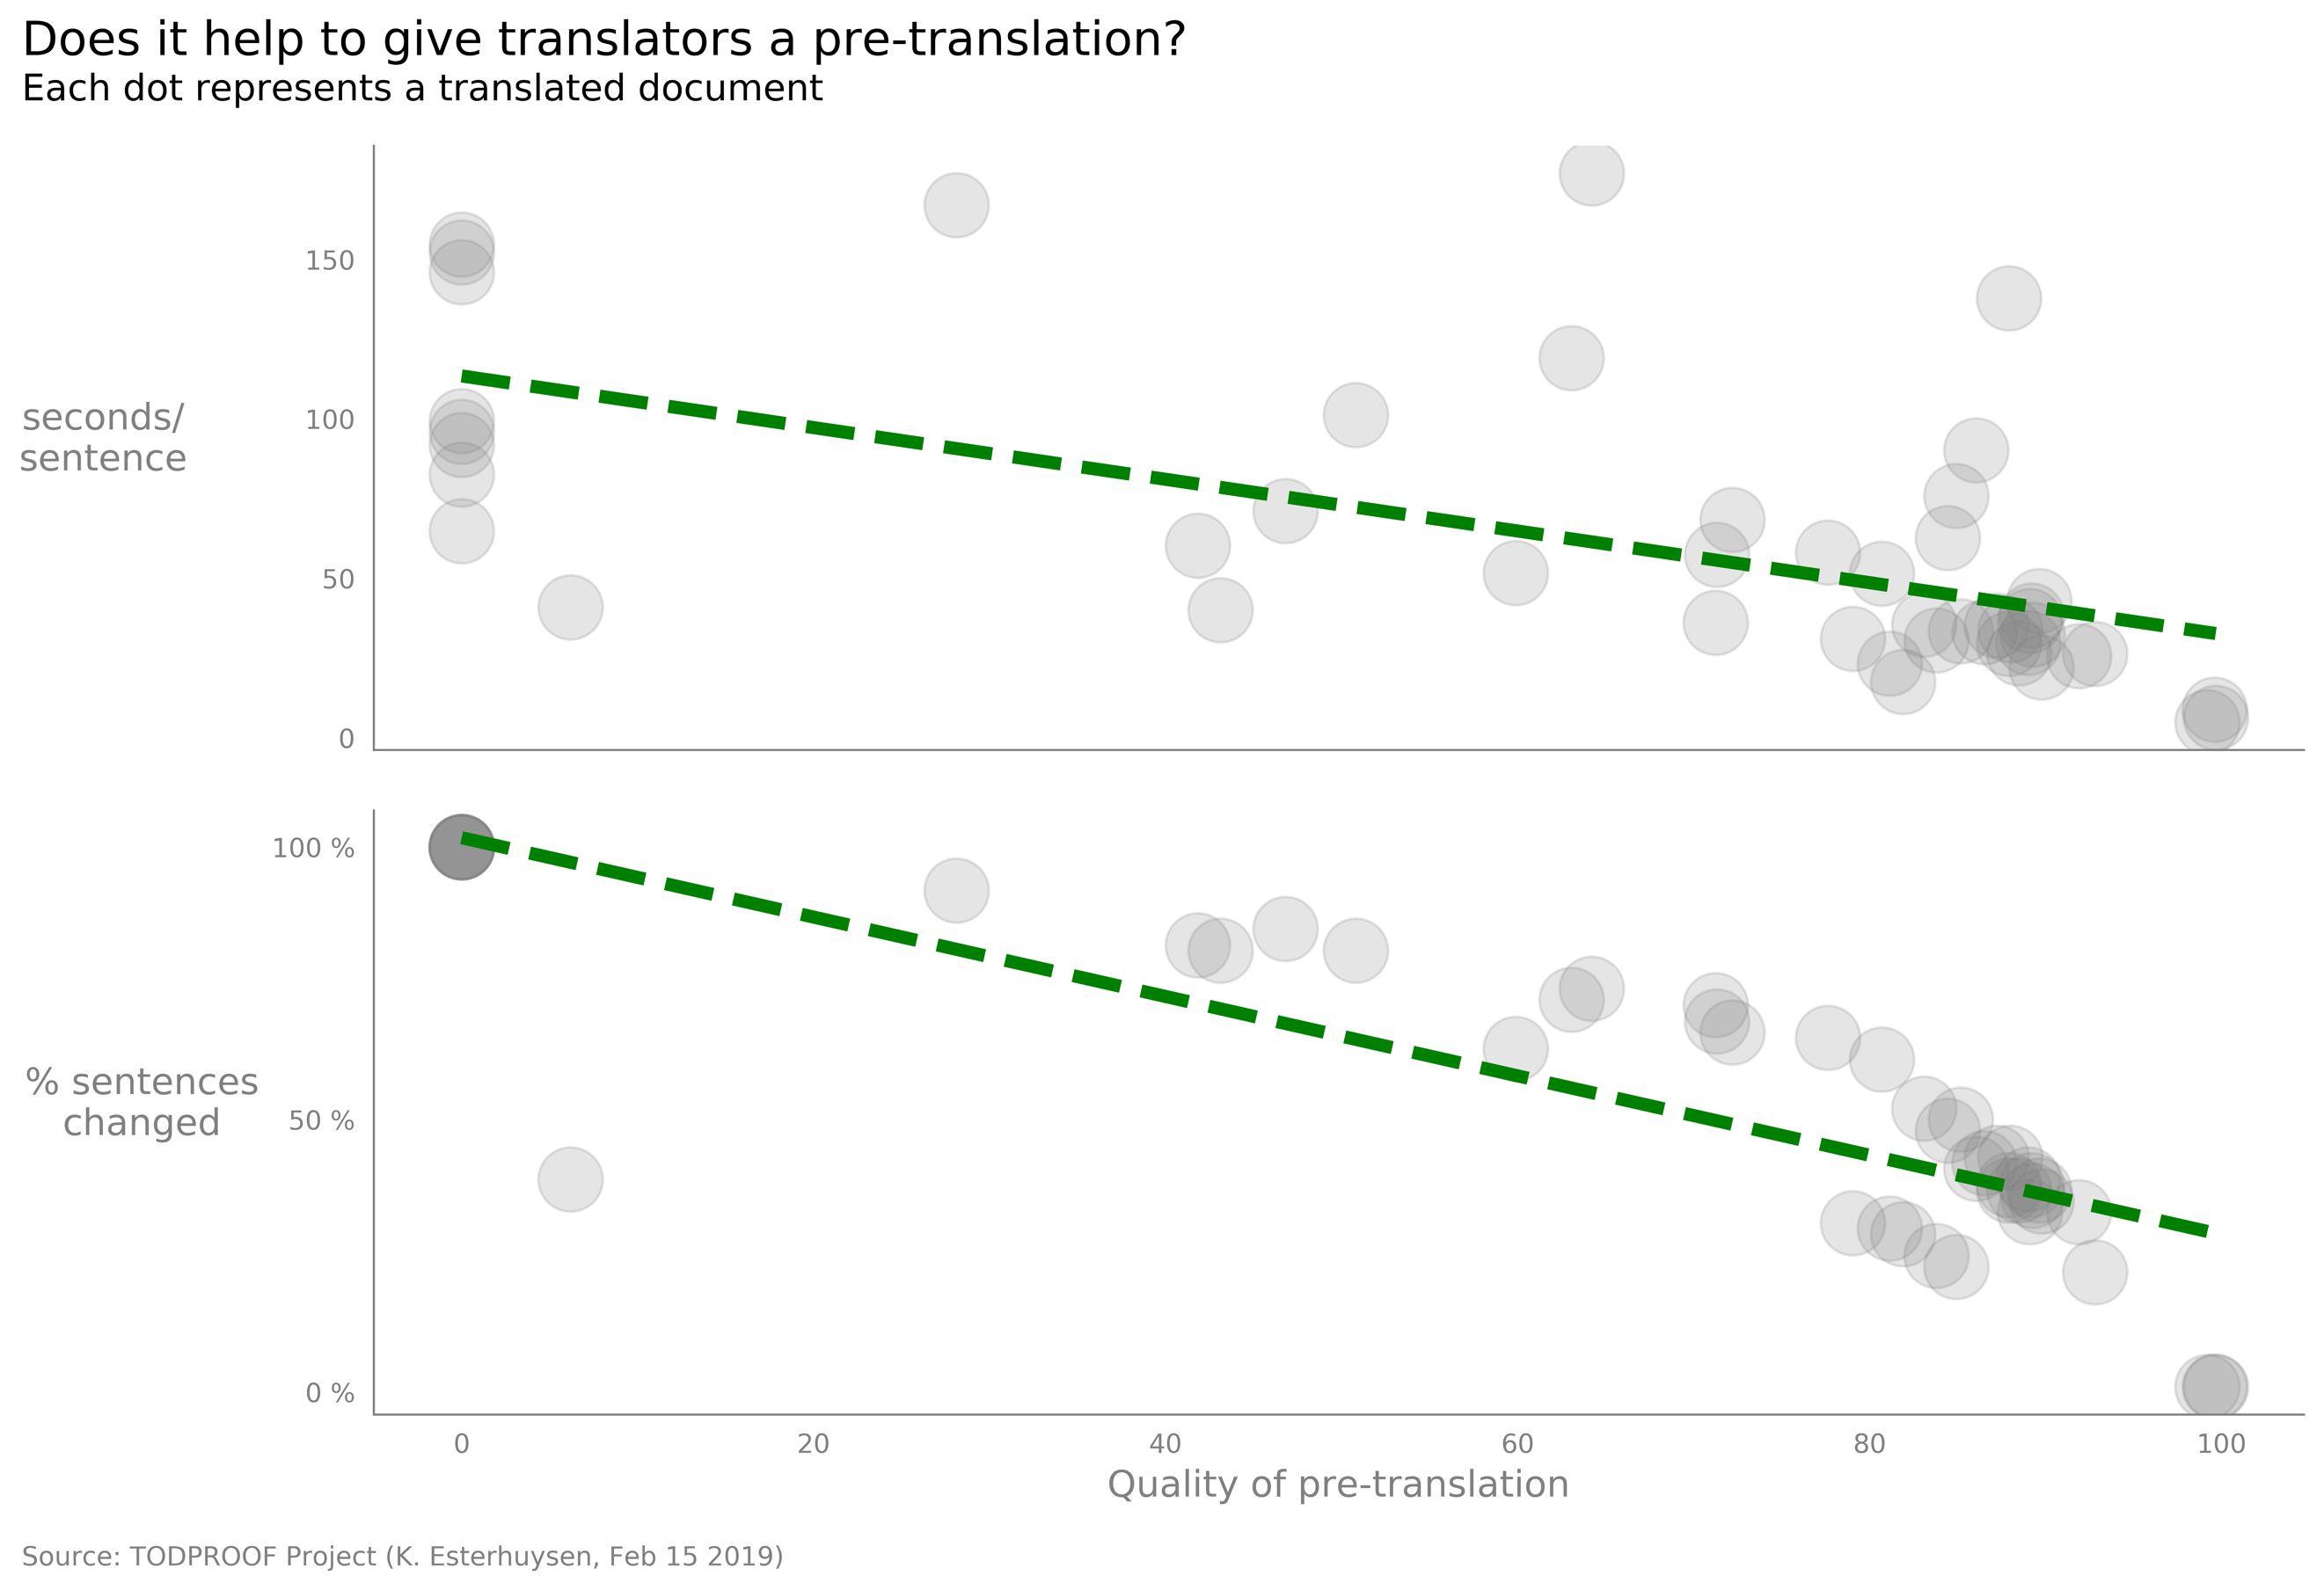 Does it help to give translators a pre-translation?
Each dot represents a translated document
150
100
50
0
seconds/
sentence
100 %
50 %
0 %
% sentences
changed
0 20 40 60 80 100
Quality of pre-translation
Source: TODPROOF Project (K. Esterhuysen, Feb 15 2019)